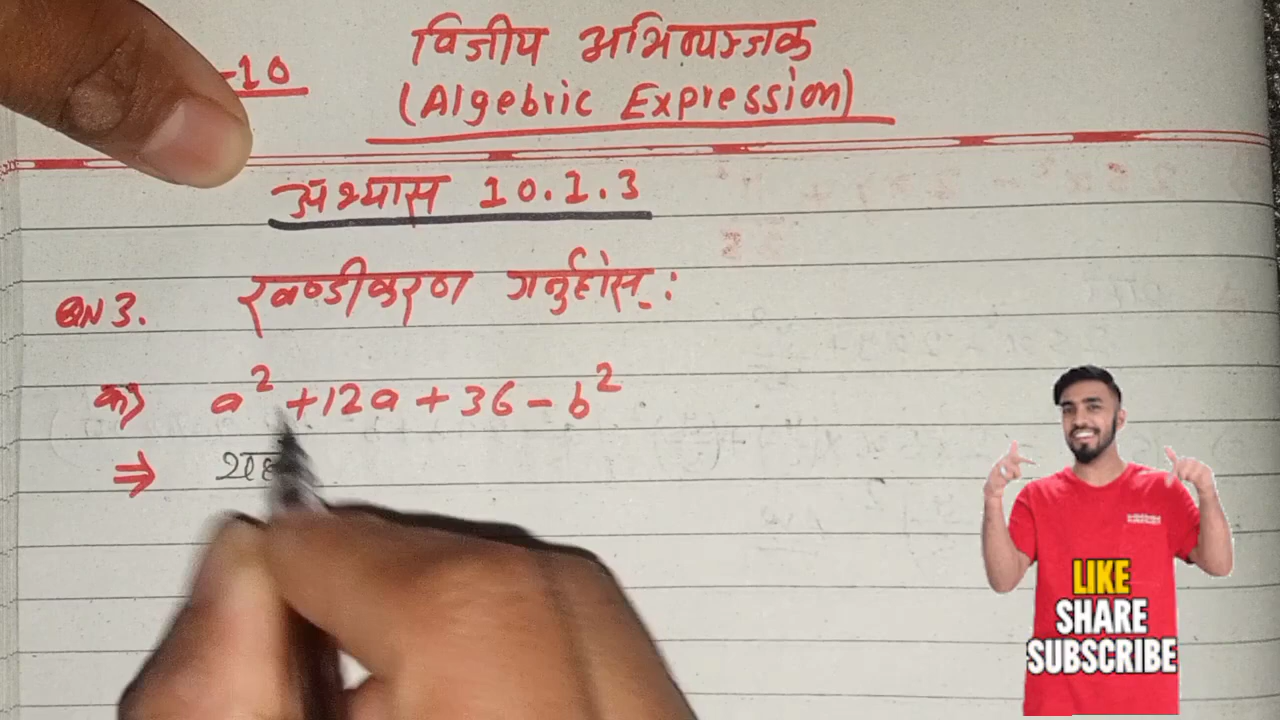 -10
विजीय अभिव्यञ्जक
(Algebric Expression)
अभ्यास 10.1.3
QN 3. खण्डीकरण गर्नुहोस् :
क) a² +12a + 36 - b²
⇒ यहाँ
LIKE
SHARE
SUBSCRIBE